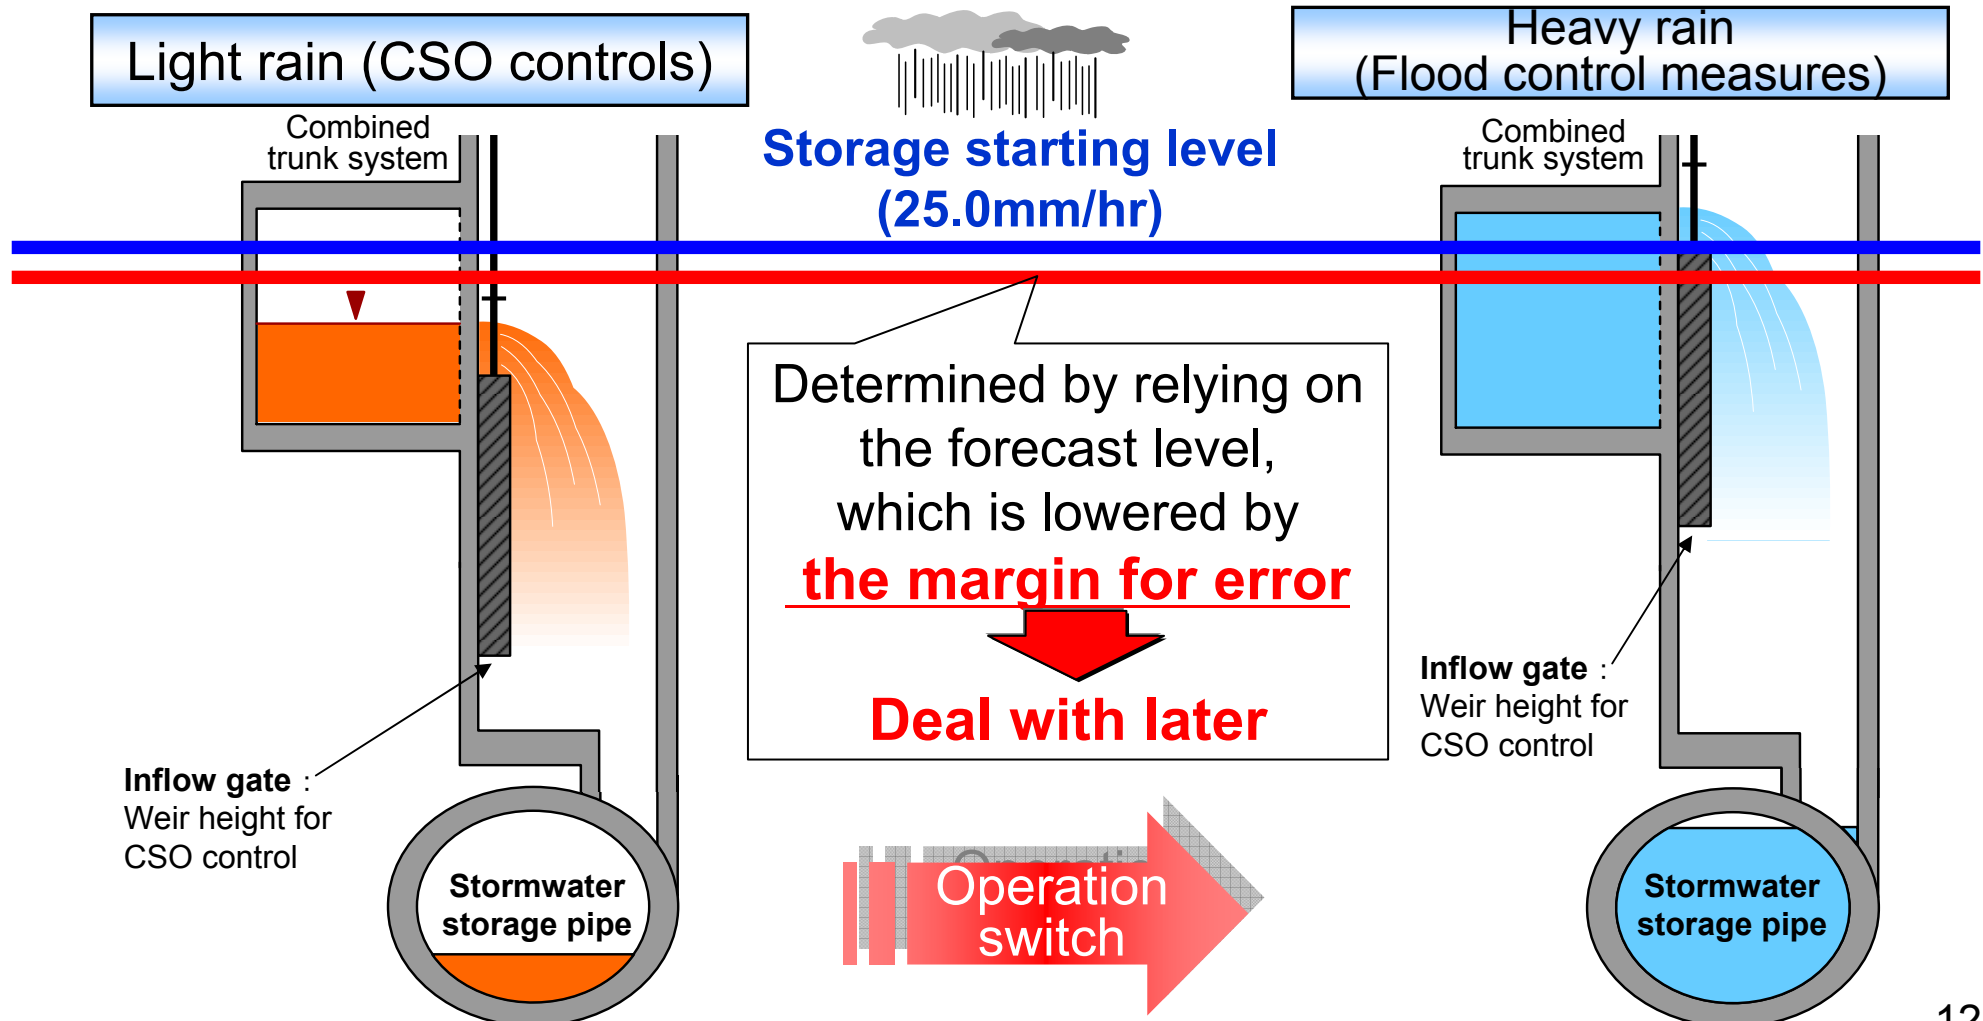 Light rain (CSO controls)
Heavy rain
(Flood control measures)
Combined
trunk system
Storage starting level
(25.0mm/hr)
Combined
trunk system
Determined by relying on
the forecast level,
which is lowered by
the margin for error
Deal with later
Inflow gate :
Weir height for
CSO control
Inflow gate :
Weir height for
CSO control
Stormwater
storage pipe
Operation
switch
Stormwater
storage pipe
12